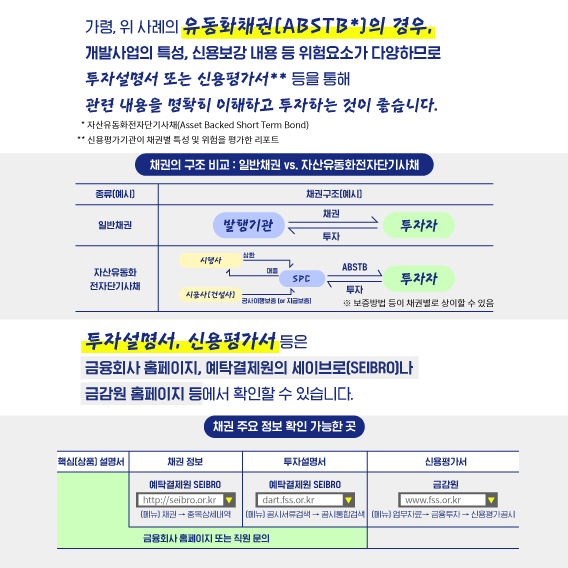 가령, 위 사례의 유동화채권(ABSTB*)의 경우,
개발사업의 특성, 신용보강 내용 등 위험요소가 다양하므로
투자설명서 또는 신용평가서** 등을 통해
관련 내용을 명확히 이해하고 투자하는 것이 좋습니다.
* 자산유동화전자단기사채(Asset Backed Short Term Bond)
** 신용평가기관이 채권별 특성 및 위험을 평가한 리포트
채권의 구조 비교 : 일반채권 vs. 자산유동화전자단기사채
종류(예시) 채권구조(예시)
일반채권 발행기관 채권 투자 투자자
자산유동화
전자단기사채
시행사 상환
대출 SPC ABSTB 투자 투자자
시공사(건설사) 공사이행보증 (or 지급보증)
※ 보증방법 등이 채권별로 상이할 수 있음
투자설명서, 신용평가서 등은
금융회사 홈페이지, 예탁결제원의 세이브로(SEIBRO)나
금감원 홈페이지 등에서 확인할 수 있습니다.
채권 주요 정보 확인 가능한 곳
핵심(상품) 설명서 채권 정보 투자설명서 신용평가서
예탁결제원 SEIBRO 예탁결제원 SEIBRO 금감원
http://seibro.or.kr dart.fss.or.kr www.fss.or.kr
(메뉴) 채권 → 종목상세내역 (메뉴) 공시서류검색 → 공시통합검색 (메뉴) 업무자료→ 금융투자 → 신용평가공시
금융회사 홈페이지 또는 직원 문의